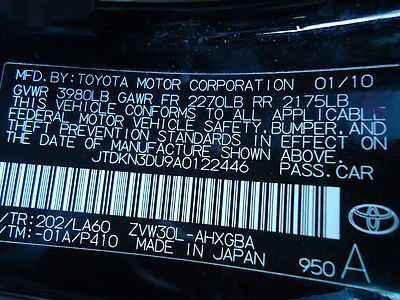 MFD.BY:TOYOTA MOTOR CORPORATION 01/10
GVWR 3980LB GAWR FR 2270LB RR 2175LB
THIS VEHICLE CONFORMS TO ALL APPLICABLE
FEDERAL MOTOR VEHICLE SAFETY,BUMPER,AND
THEFT PREVENTION STANDARDS IN EFFECT ON
THE DATE OF MANUFACTURE SHOWN ABOVE.
JTDKN3DU9A0122446 PASS.CAR
/TR:202/LA60 ZVW30L-AHXGBA
/TM:-01A/P410 MADE IN JAPAN 950 A
TOYOTA